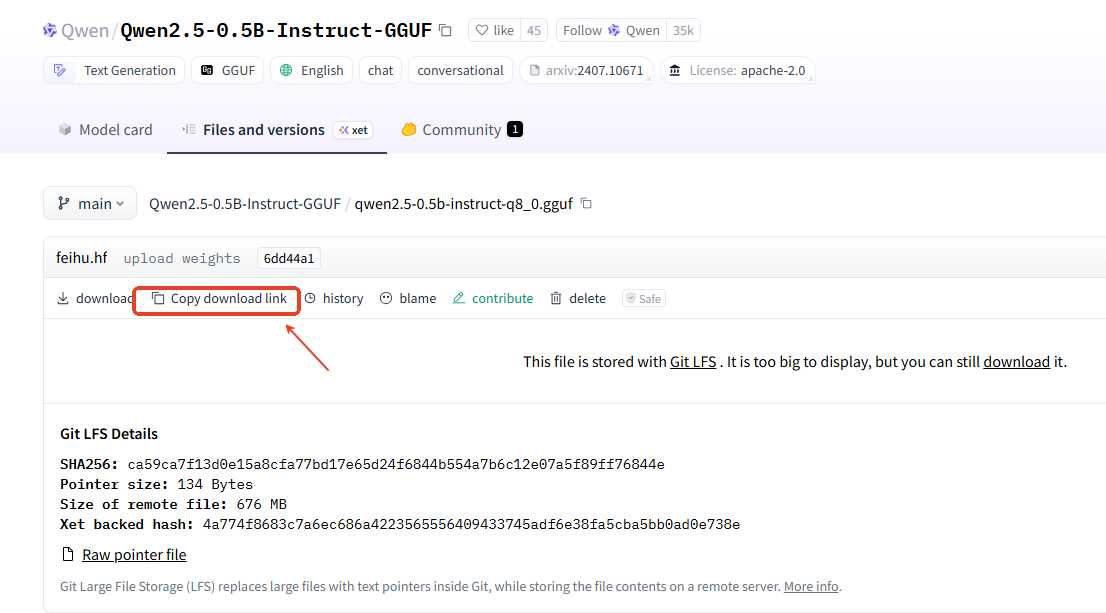 Qwen/Qwen2.5-0.5B-Instruct-GGUF like 45 Follow Qwen 35k
Text Generation GGUF English chat conversational arxiv:2407.10671 License: apache-2.0
Model card Files and versions xet Community 1
main Qwen2.5-0.5B-Instruct-GGUF / qwen2.5-0.5b-instruct-q8_0.gguf
feihu.hf upload weights 6dd44a1
download Copy download link history blame contribute delete Safe
This file is stored with Git LFS . It is too big to display, but you can still download it.
Git LFS Details
SHA256: ca59ca7f13d0e15a8cfa77bd17e65d24f6844b554a7b6c12e07a5f89ff76844e
Pointer size: 134 Bytes
Size of remote file: 676 MB
Xet backed hash: 4a774f8683c7a6ec686a4223565556409433745adf6e38fa5cba5bb0ad0e738e
Raw pointer file
Git Large File Storage (LFS) replaces large files with text pointers inside Git, while storing the file contents on a remote server. More info.